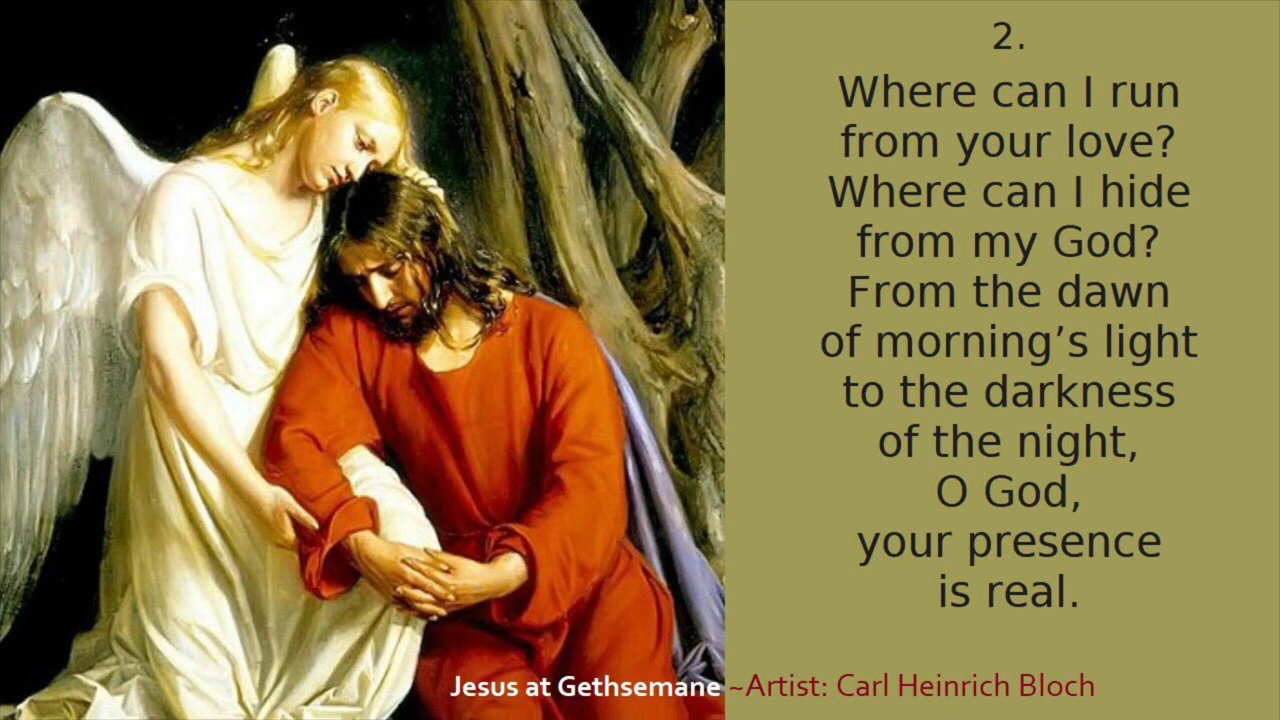 2.
Where can I run
from your love?
Where can I hide
from my God?
From the dawn
of morning’s light
to the darkness
of the night,
O God,
your presence
is real.
Jesus at Gethsemane ~Artist: Carl Heinrich Bloch